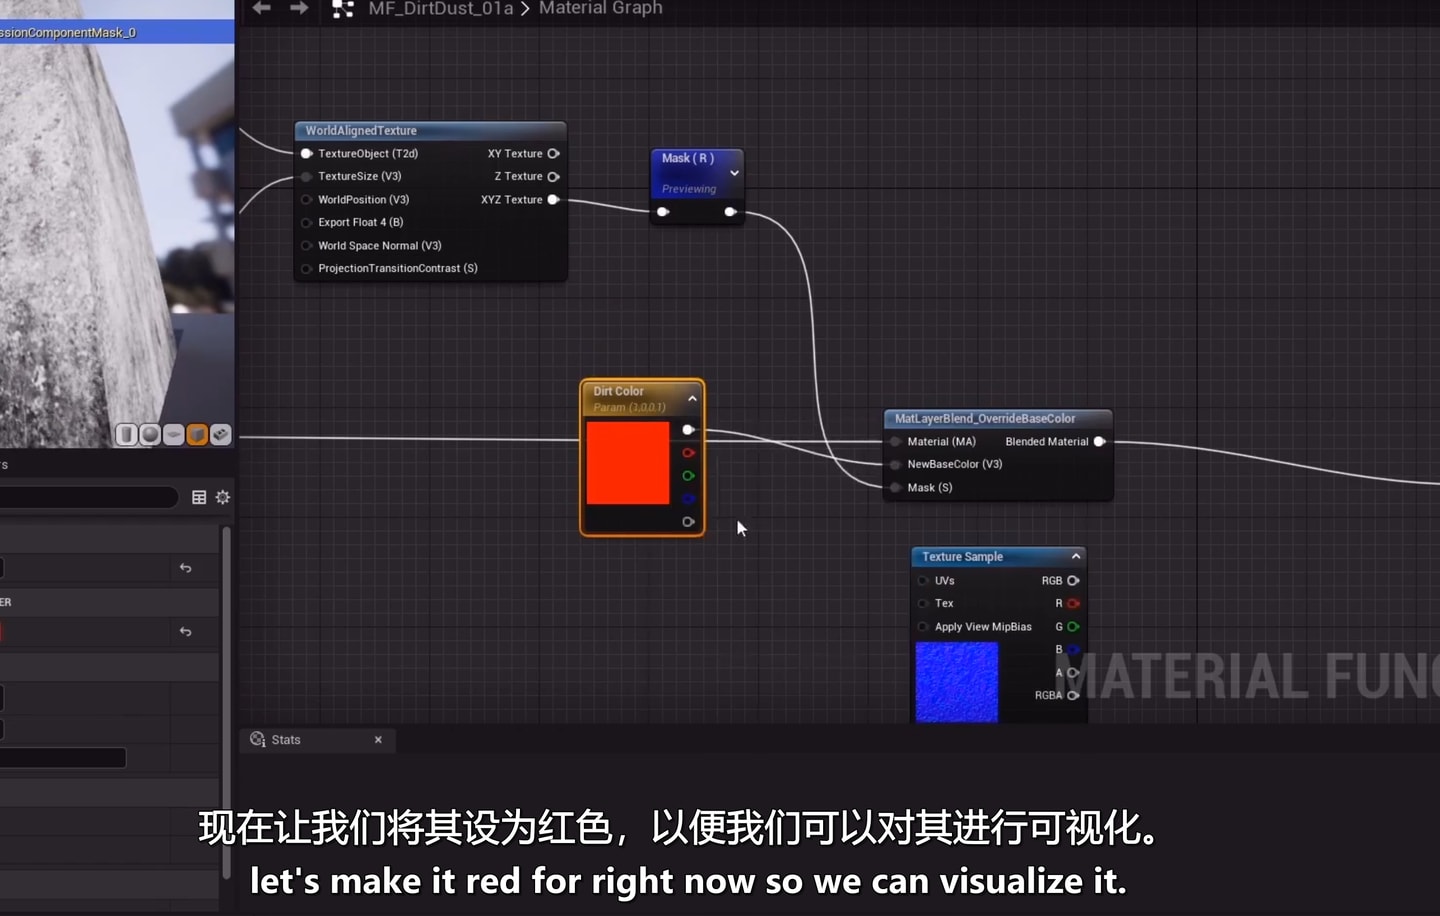 MF_DirtDust_01a > Material Graph
ssionComponentMask_0
WorldAlignedTexture
TextureObject (T2d)
XY Texture
TextureSize (V3)
Z Texture
WorldPosition (V3)
XYZ Texture
Export Float 4 (B)
World Space Normal (V3)
ProjectionTransitionContrast (S)
Mask ( R )
Previewing
Dirt Color
Param (1,0,0,1)
MatLayerBlend_OverrideBaseColor
Material (MA)
Blended Material
NewBaseColor (V3)
Mask (S)
Texture Sample
UVs
RGB
Tex
R
Apply View MipBias
G
B
A
RGBA
MATERIAL FUNC
rs
ER
Stats
现在让我们将其设为红色，以便我们可以对其进行可视化。
let's make it red for right now so we can visualize it.